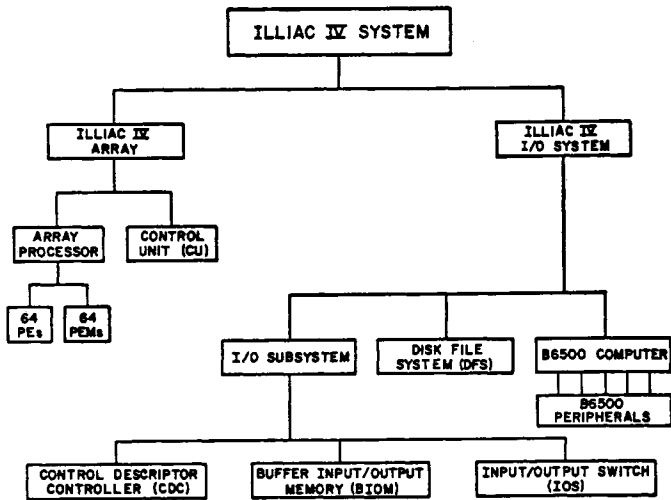 ILLIAC IV SYSTEM
ILLIAC IV
ARRAY
ILLIAC IV
I/O SYSTEM
ARRAY
PROCESSOR
CONTROL
UNIT (CU)
64
PEs
64
PEMs
I/O SUBSYSTEM
DISK FILE
SYSTEM (DFS)
B6500 COMPUTER
B6500
PERIPHERALS
CONTROL DESCRIPTOR
CONTROLLER (CDC)
BUFFER INPUT/OUTPUT
MEMORY (BIOM)
INPUT/OUTPUT SWITCH
(IOS)